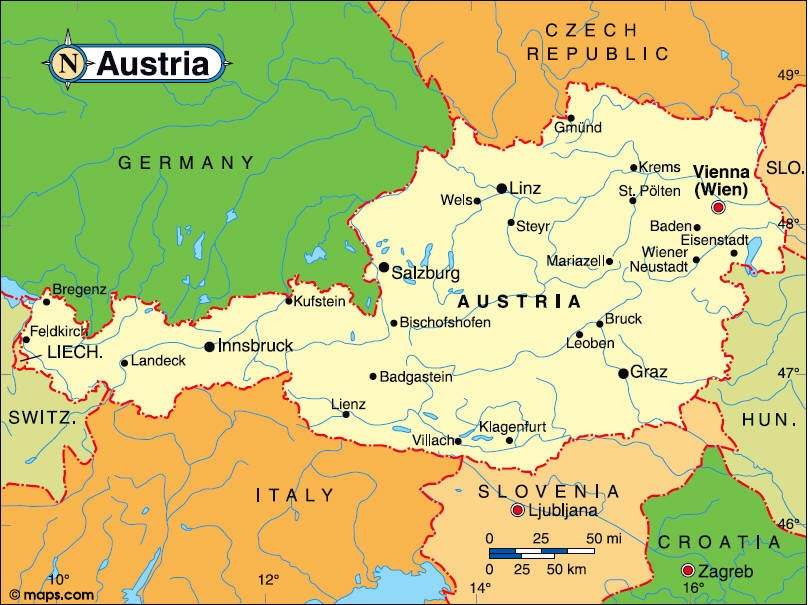 CZECH
REPUBLIC
N Austria
49°
Gmünd
GERMANY
Krems
SLO.
Vienna
(Wien)
Linz
St. Pölten
Wels
Steyr
Baden
48°
Eisenstadt
Mariazell
Wiener
Neustadt
Salzburg
Bregenz
Kufstein
AUSTRIA
Feldkirch
Bischofshofen
Bruck
Leoben
LIECH.
Landeck
Innsbruck
Badgastein
Graz
47°
Lienz
SWITZ.
HUN.
Villach
Klagenfurt
ITALY
SLOVENIA
Ljubljana
46°
0 25 50 mi
CROATIA
0 25 50 km
10°
12°
14°
16°
Zagreb
© maps.com